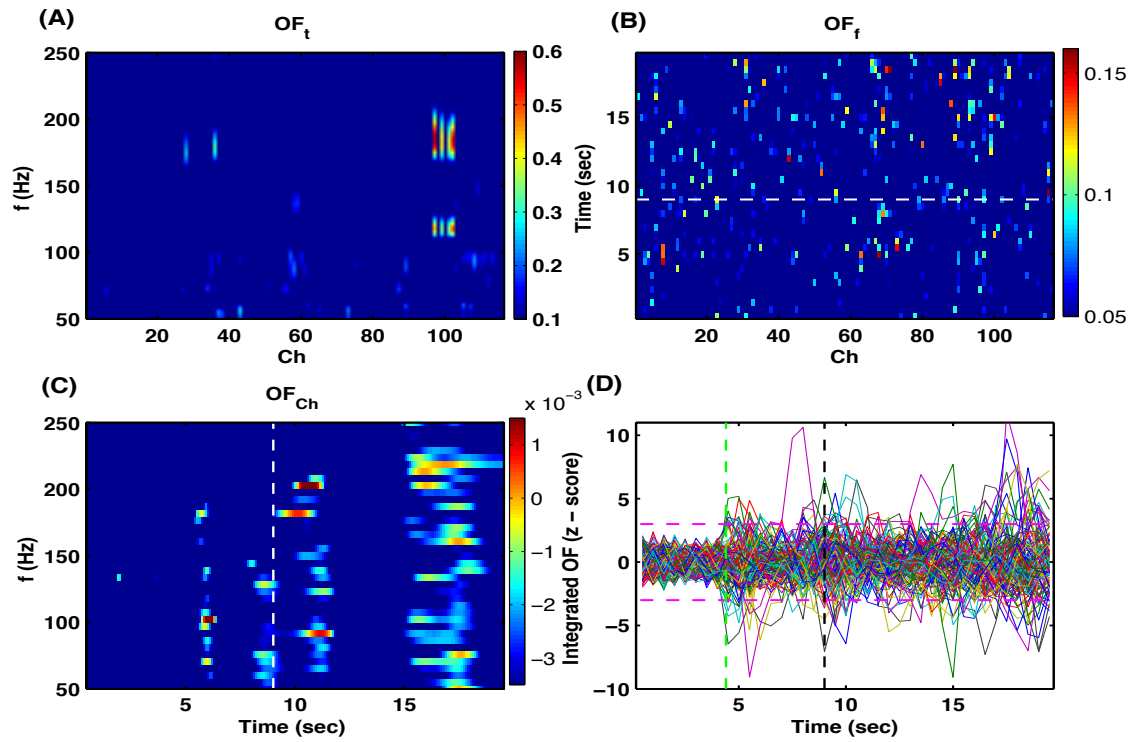 (A)
OF_t
250
200
150
100
50
f (Hz)
20 40 60 80 100
Ch
0.6
0.5
0.4
0.3
0.2
0.1
(B)
OF_f
15
10
5
Time (sec)
20 40 60 80 100
Ch
0.15
0.1
0.05
(C)
OF_Ch
250
200
150
100
50
f (Hz)
5 10 15
Time (sec)
x 10^-3
1
0
−1
−2
−3
(D)
10
5
0
−5
−10
Integrated OF (z − score)
5 10 15
Time (sec)